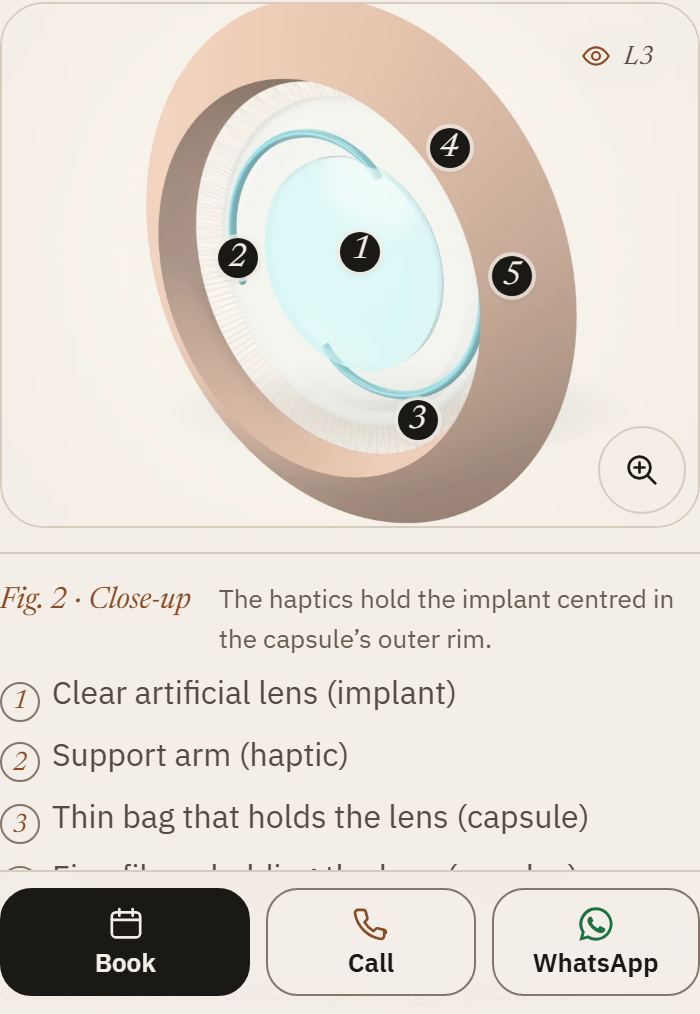 L3
4
1
2
5
3
Fig. 2 · Close-up
The haptics hold the implant centred in
the capsule’s outer rim.
1 Clear artificial lens (implant)
2 Support arm (haptic)
3 Thin bag that holds the lens (capsule)
Book
Call
WhatsApp